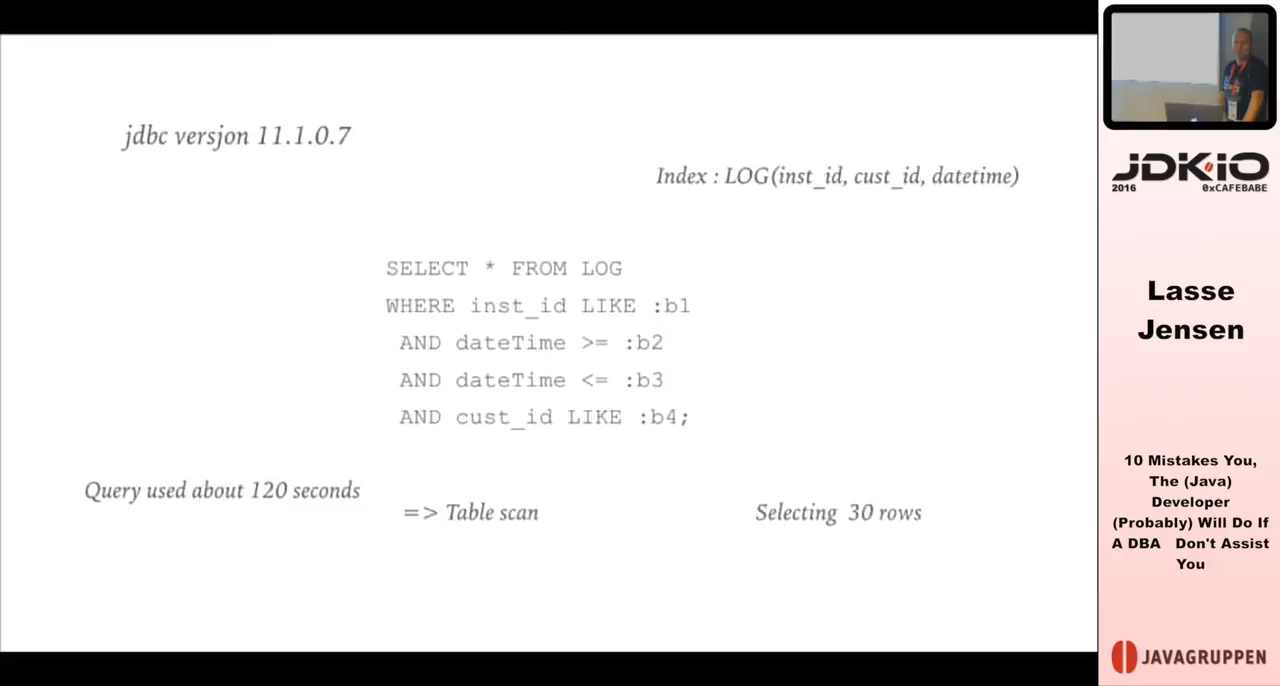 jdbc versjon 11.1.0.7
Index : LOG(inst_id, cust_id, datetime)
SELECT * FROM LOG
WHERE inst_id LIKE :b1
AND dateTime >= :b2
AND dateTime <= :b3
AND cust_id LIKE :b4;
Query used about 120 seconds
=> Table scan
Selecting 30 rows
JDK.iO
2016 0xCAFEBABE
Lasse
Jensen
10 Mistakes You,
The (Java)
Developer
(Probably) Will Do If
A DBA Don't Assist
You
JAVAGRUPPEN